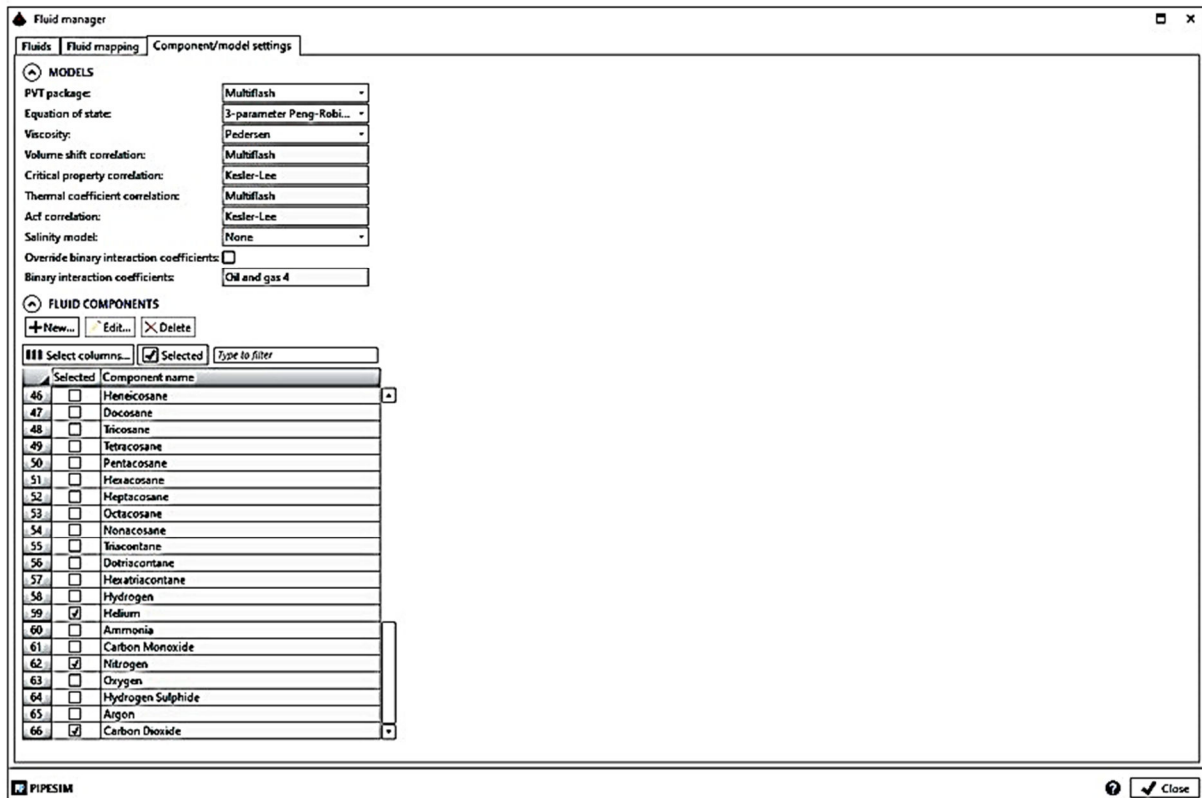 Fluid manager
Fluids Fluid mapping Component/model settings
MODELS
PVT package: Multiflash
Equation of state: 3-parameter Peng-Robi...
Viscosity: Pedersen
Volume shift correlation: Multiflash
Critical property correlation: Kesler-Lee
Thermal coefficient correlation: Multiflash
Acf correlation: Kesler-Lee
Salinity model: None
Override binary interaction coefficients:
Binary interaction coefficients: Oil and gas 4
FLUID COMPONENTS
New... Edit... Delete
Select columns... Selected Type to filter
Selected Component name
46 Heneicosane
47 Docosane
48 Tricosane
49 Tetracosane
50 Pentacosane
51 Hexacosane
52 Heptacosane
53 Octacosane
54 Nonacosane
55 Triacontane
56 Dotriacontane
57 Hexatriacontane
58 Hydrogen
59 Helium
60 Ammonia
61 Carbon Monoxide
62 Nitrogen
63 Oxygen
64 Hydrogen Sulphide
65 Argon
66 Carbon Dioxide
PIPESIM ? Close